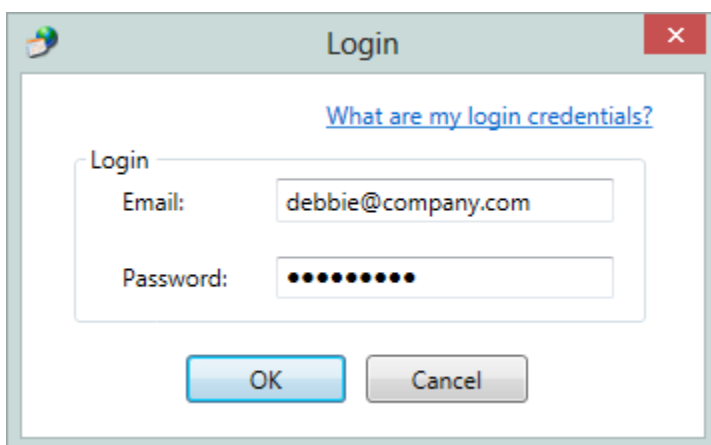 Login
What are my login credentials?
Login
Email: debbie@company.com
Password: ●●●●●●●●●
OK Cancel